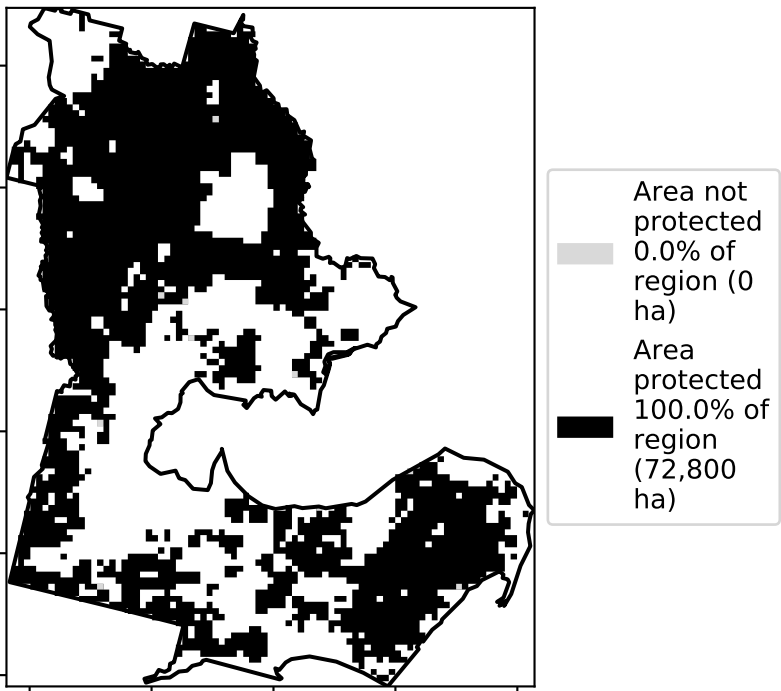 Area not
protected
0.0% of
region (0
ha)
Area
protected
100.0% of
region
(72,800
ha)